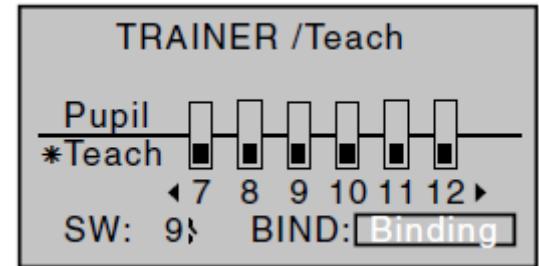 TRAINER /Teach
Pupil
*Teach
7 8 9 10 11 12
SW: 9 BIND: Binding